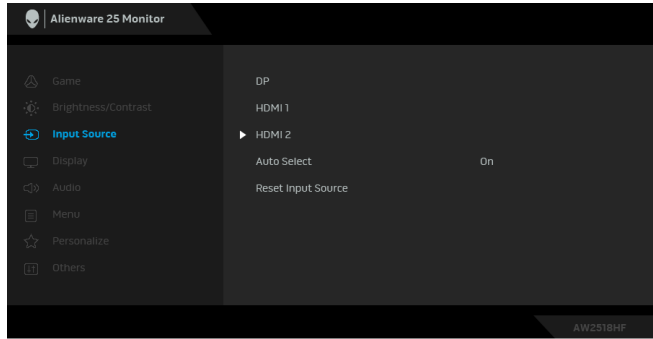 Alienware 25 Monitor
Game
DP
Brightness/Contrast
HDMI 1
Input Source
HDMI 2
Display
Auto Select On
Audio
Reset Input Source
Menu
Personalize
Others
AW2518HF